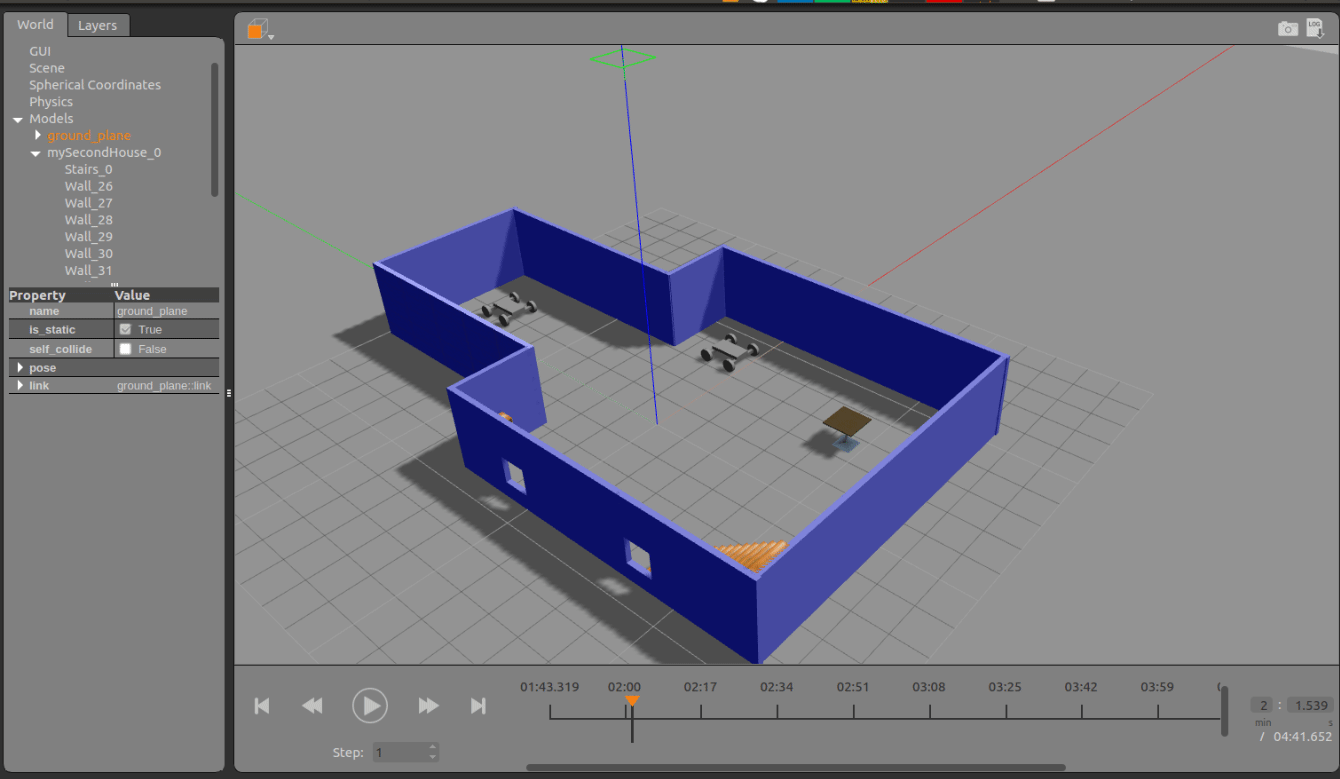 World Layers
GUI
Scene
Spherical Coordinates
Physics
Models
ground_plane
mySecondHouse_0
Stairs_0
Wall_26
Wall_27
Wall_28
Wall_29
Wall_30
Wall_31
Property Value
name ground_plane
is_static True
self_collide False
pose
link ground_plane::link
LOG
01:43.319 02:00 02:17 02:34 02:51 03:08 03:25 03:42 03:59
2 : 1.539
min s
/ 04:41.652
Step: 1